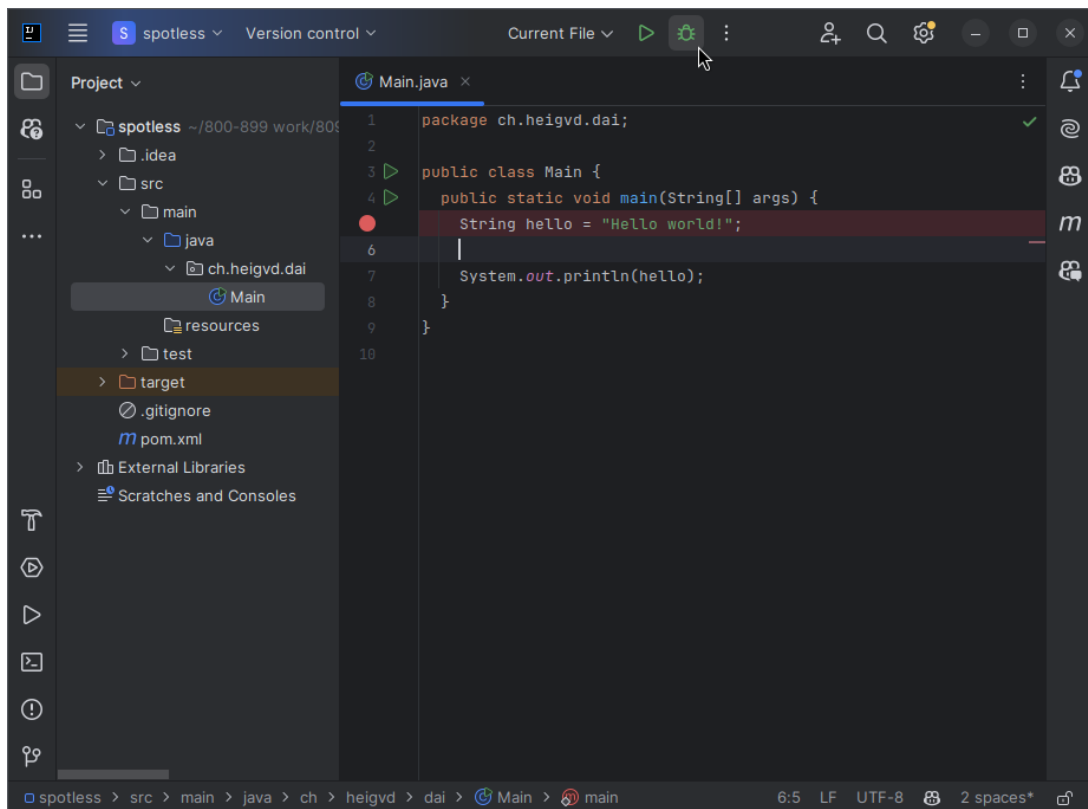 IJ
S spotless Version control Current File
Project
Main.java
spotless ~/800-899 work/809
.idea
src
main
java
ch.heigvd.dai
Main
resources
test
target
.gitignore
m pom.xml
External Libraries
Scratches and Consoles
1 package ch.heigvd.dai;
2
3 public class Main {
4 public static void main(String[] args) {
String hello = "Hello world!";
6
7 System.out.println(hello);
8 }
9 }
10
m
spotless > src > main > java > ch > heigvd > dai > Main > m main 6:5 LF UTF-8 2 spaces*